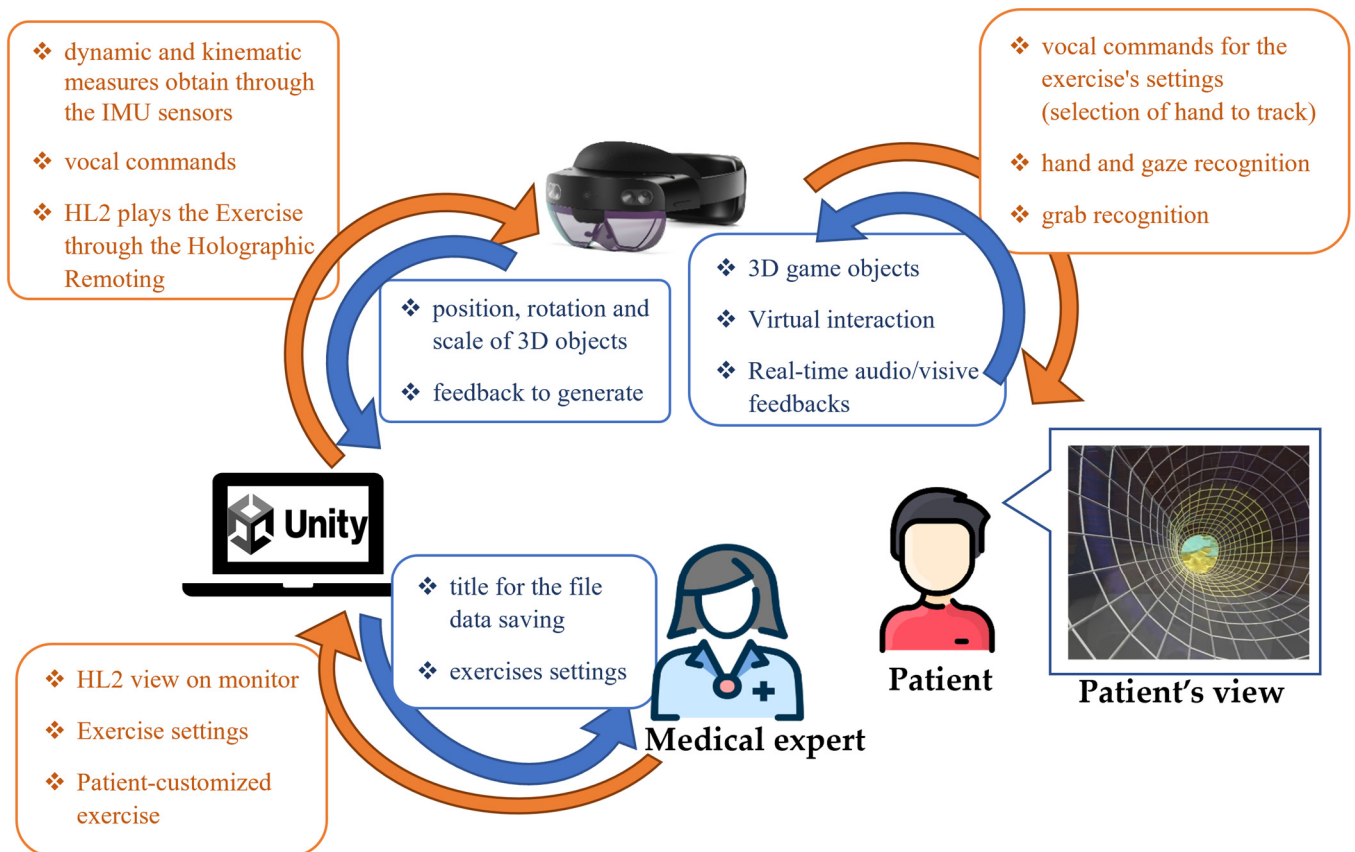 ❖ dynamic and kinematic
measures obtain through
the IMU sensors
❖ vocal commands
❖ HL2 plays the Exercise
through the Holographic
Remoting
❖ vocal commands for the
exercise's settings
(selection of hand to track)
❖ hand and gaze recognition
❖ grab recognition
❖ position, rotation and
scale of 3D objects
❖ feedback to generate
❖ 3D game objects
❖ Virtual interaction
❖ Real-time audio/visive
feedbacks
Unity
❖ title for the file
data saving
❖ exercises settings
❖ HL2 view on monitor
❖ Exercise settings
❖ Patient-customized
exercise
Medical expert
Patient
Patient's view